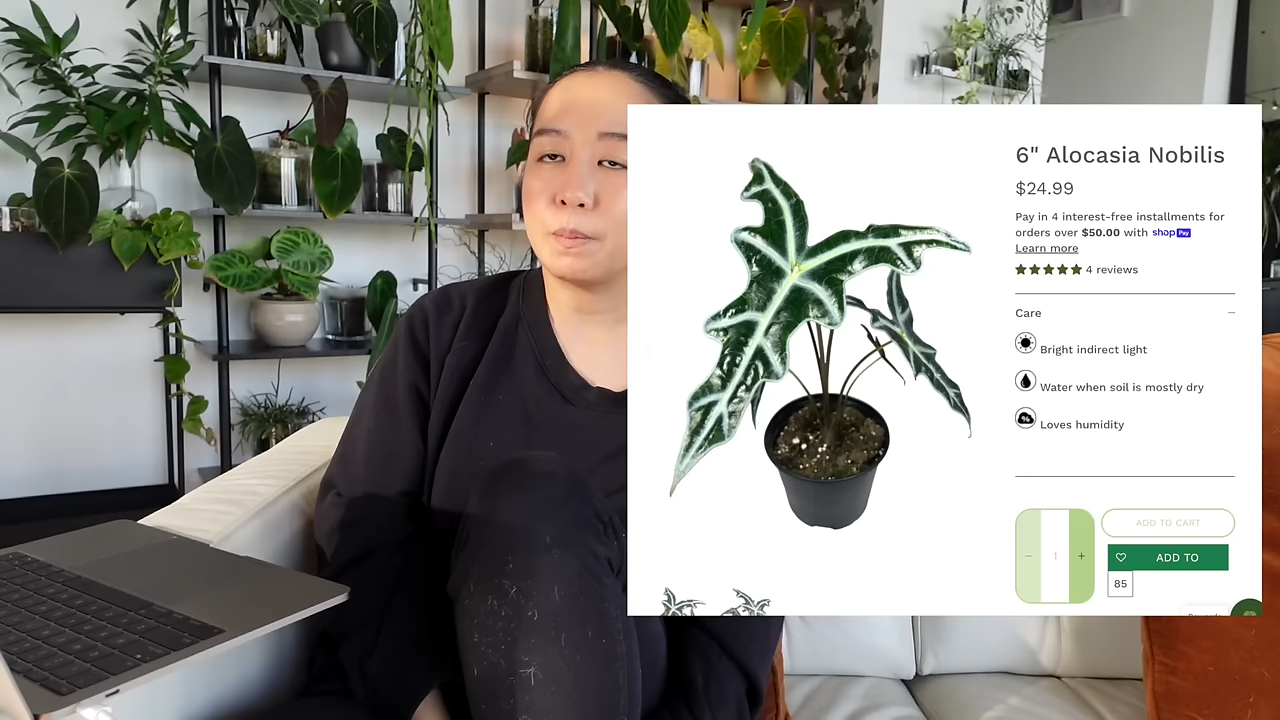 6" Alocasia Nobilis
$24.99
Pay in 4 interest-free installments for
orders over $50.00 with shop Pay
Learn more
4 reviews
Care
Bright indirect light
Water when soil is mostly dry
% Loves humidity
ADD TO CART
− 1 +
ADD TO
85